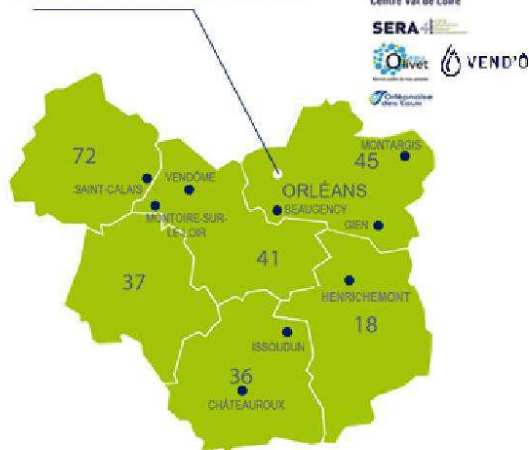 Centre Val de Loire
SERA 41
Olivet
VEND'Ô
Orléanaise
des Eaux
72
SAINT-CALAIS
VENDÔME
MONTOIRE-SUR-
LE-LOIR
MONTARGIS
45
ORLÉANS
BEAUGENCY
GIEN
41
37
HENRICHEMONT
18
ISSOUDUN
36
CHÂTEAUROUX